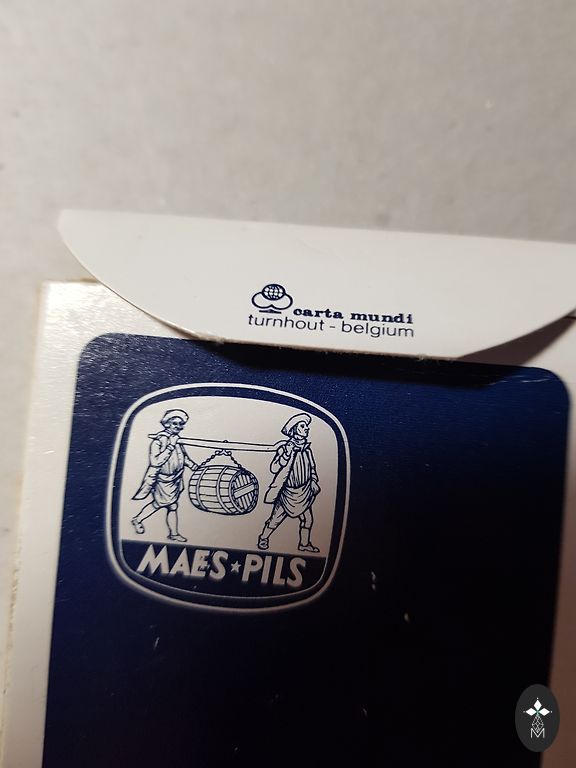 carta mundi
turnhout - belgium
MAES★PILS
M